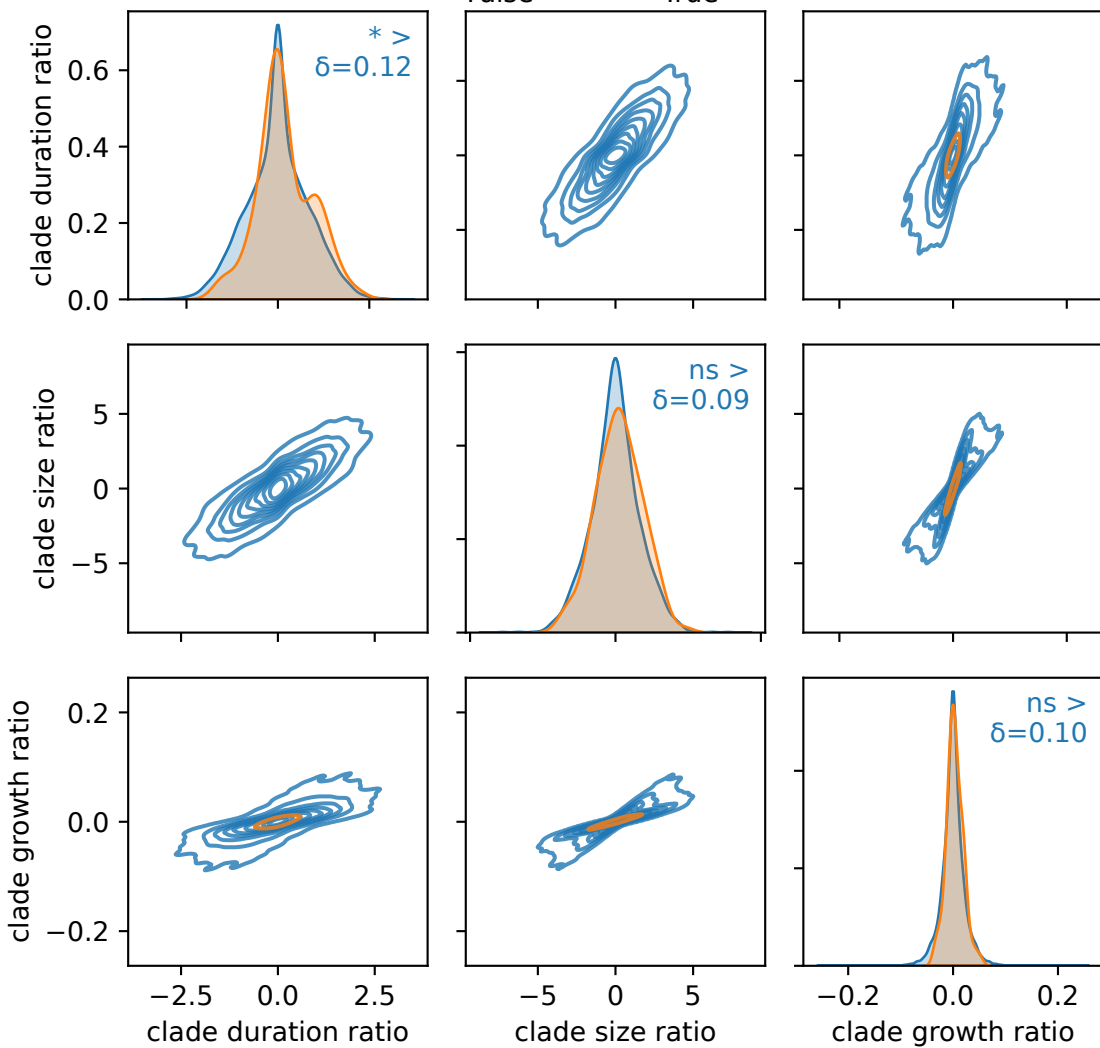 clade duration ratio
0.6
0.4
0.2
0.0
* >
δ=0.12
clade size ratio
5
0
−5
ns >
δ=0.09
clade growth ratio
0.2
0.0
−0.2
ns >
δ=0.10
−2.5 0.0 2.5
−5 0 5
−0.2 0.0 0.2
clade duration ratio
clade size ratio
clade growth ratio